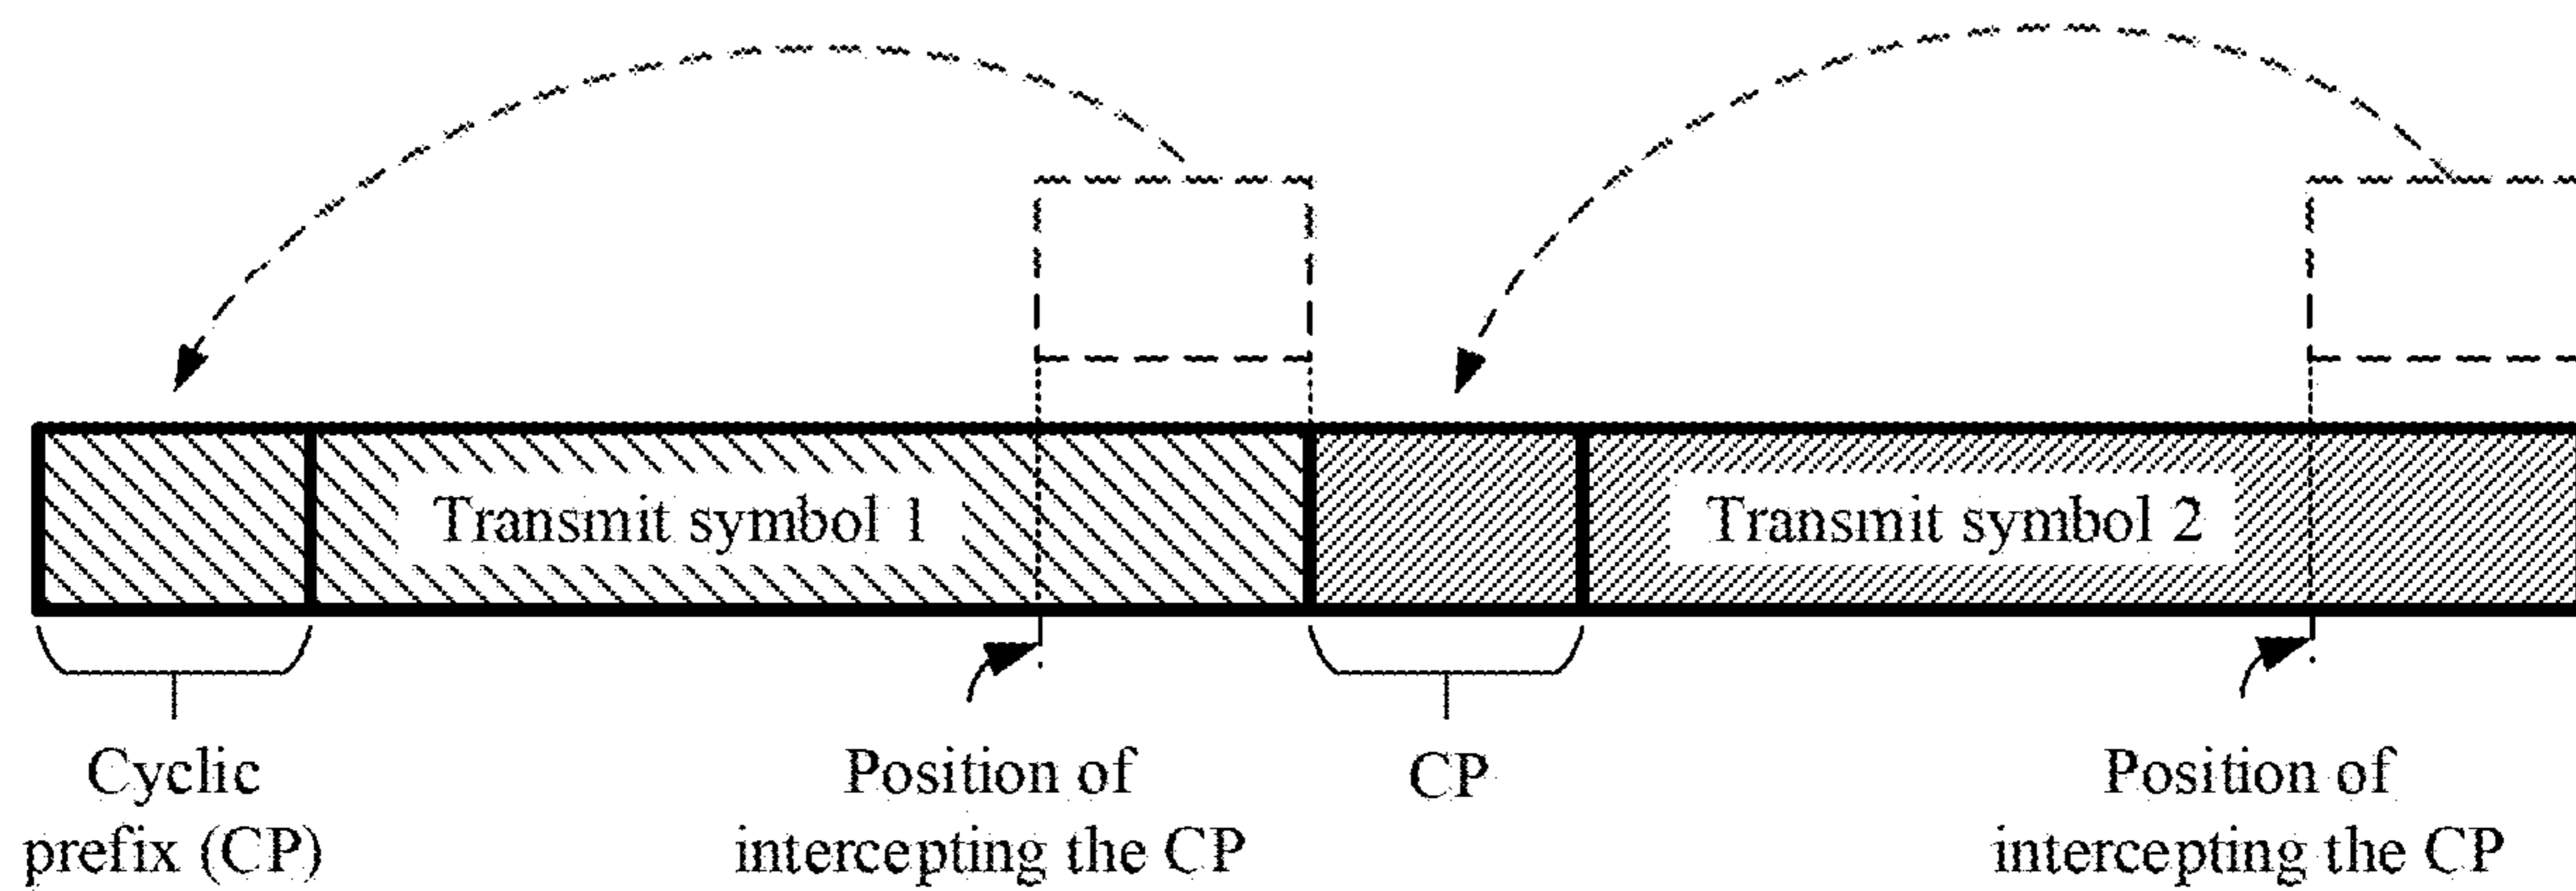 Transmit symbol 1
Transmit symbol 2
Cyclic
prefix (CP)
Position of
intercepting the CP
CP
Position of
intercepting the CP